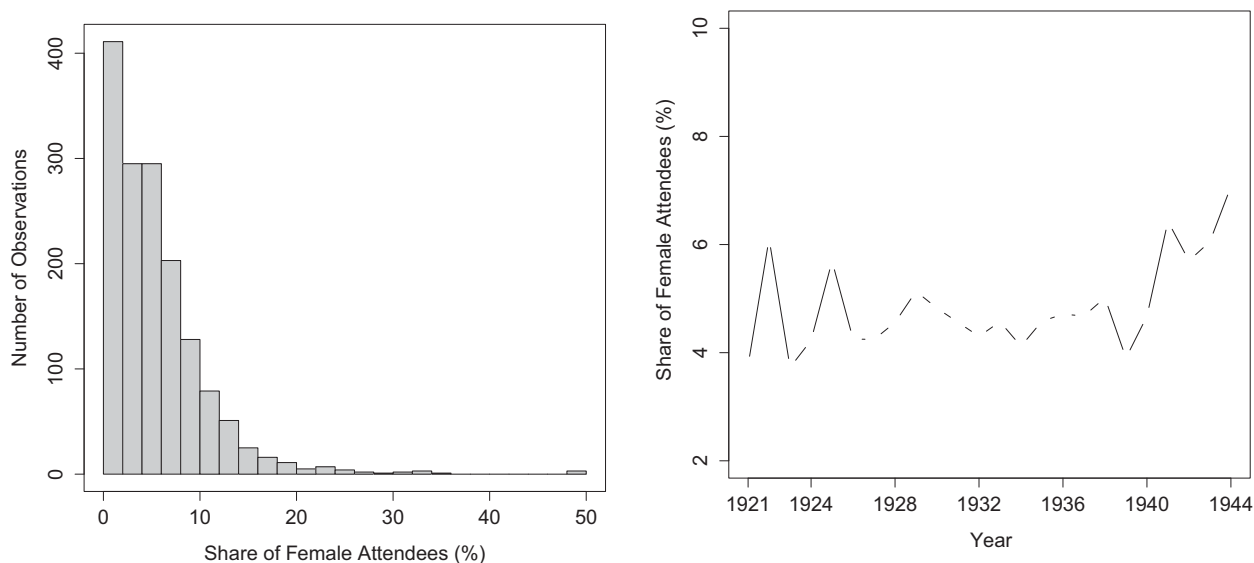 400
300
200
100
0
Number of Observations
0 10 20 30 40 50
Share of Female Attendees (%)
10
8
6
4
2
Share of Female Attendees (%)
1921 1924 1928 1932 1936 1940 1944
Year